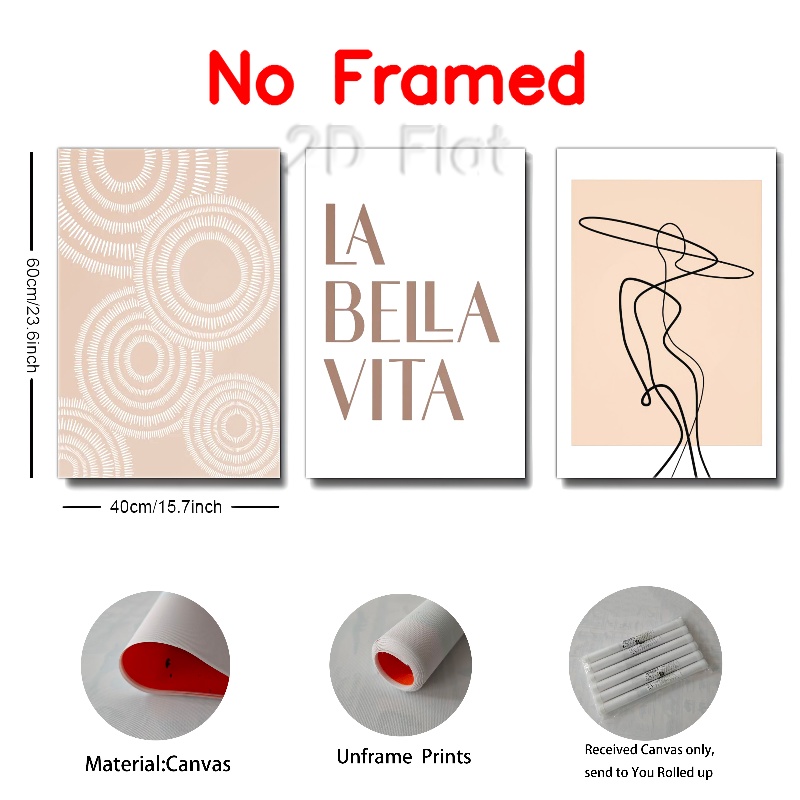 No Framed
2D Flat
60cm/23.6inch
LA
BELLA
VITA
40cm/15.7inch
Material:Canvas
Unframe Prints
Received Canvas only,
send to You Rolled up